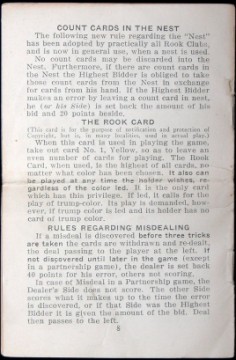 COUNT CARDS IN THE NEST
The following new rule regarding the "Nest"
has been adopted by practically all Rook Clubs,
and is now in general use, when a nest is used.
No count cards may be discarded into the
Nest. Furthermore, if there are count cards in
the Nest the Highest Bidder is obliged to take
those count cards from the Nest in exchange
for cards from his hand. If the Highest Bidder
makes an error by leaving a count card in nest,
he (or his Side) is set back the amount of his
bid and 20 points beside.
THE ROOK CARD
(This card is for the purpose of notification and protection of
Copyright, but is, in many localities, used in actual play.)
When this card is used in playing the game,
take out card No. 1, Yellow, so as to leave an
even number of cards for playing. The Rook
Card, when used, is the highest of all cards, no
matter what color has been chosen. It also can
be played at any time the holder wishes, re-
gardless of the color led. It is the only card
which has this privilege. If led, it calls for the
play of trump-color. Its play is demanded, how-
ever, if trump color is led and its holder has no
card of trump color.
RULES REGARDING MISDEALING
If a misdeal is discovered before three tricks
are taken the cards are withdrawn and re-dealt,
the deal passing to the player at the left. If
not discovered until later in the game (except
in a partnership game), the dealer is set back
40 points for his error, others not scoring.
In case of Misdeal in a Partnership game, the
Dealer's Side does not score. The other Side
scores what it makes up to the time the error
is discovered, or if that Side was the Highest
Bidder it is given the amount of the bid. Deal
then passes to the left.